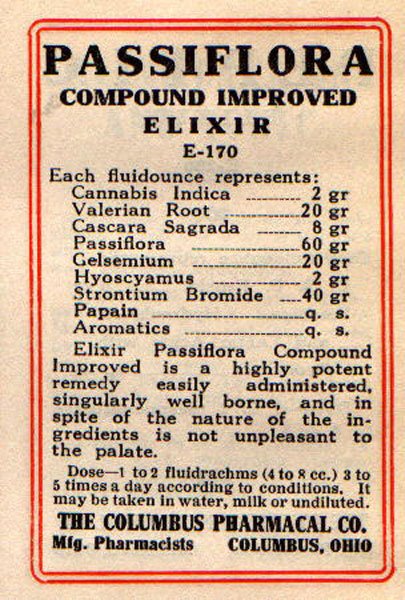 PASSIFLORA
COMPOUND IMPROVED
ELIXIR
E-170
Each fluidounce represents:
Cannabis Indica ........... 2 gr
Valerian Root ............... 20 gr
Cascara Sagrada ......... 8 gr
Passiflora .................... 60 gr
Gelsemium .................. 20 gr
Hyoscyamus ................ 2 gr
Strontium Bromide .... 40 gr
Papain ......................... q. s.
Aromatics .................... q. s.
Elixir Passiflora Compound
Improved is a highly potent
remedy easily administered,
singularly well borne, and in
spite of the nature of the in-
gredients is not unpleasant to
the palate.
Dose—1 to 2 fluidrachms (4 to 8 cc.) 3 to
5 times a day according to conditions. It
may be taken in water, milk or undiluted.
THE COLUMBUS PHARMACAL CO.
Mfg. Pharmacists COLUMBUS, OHIO